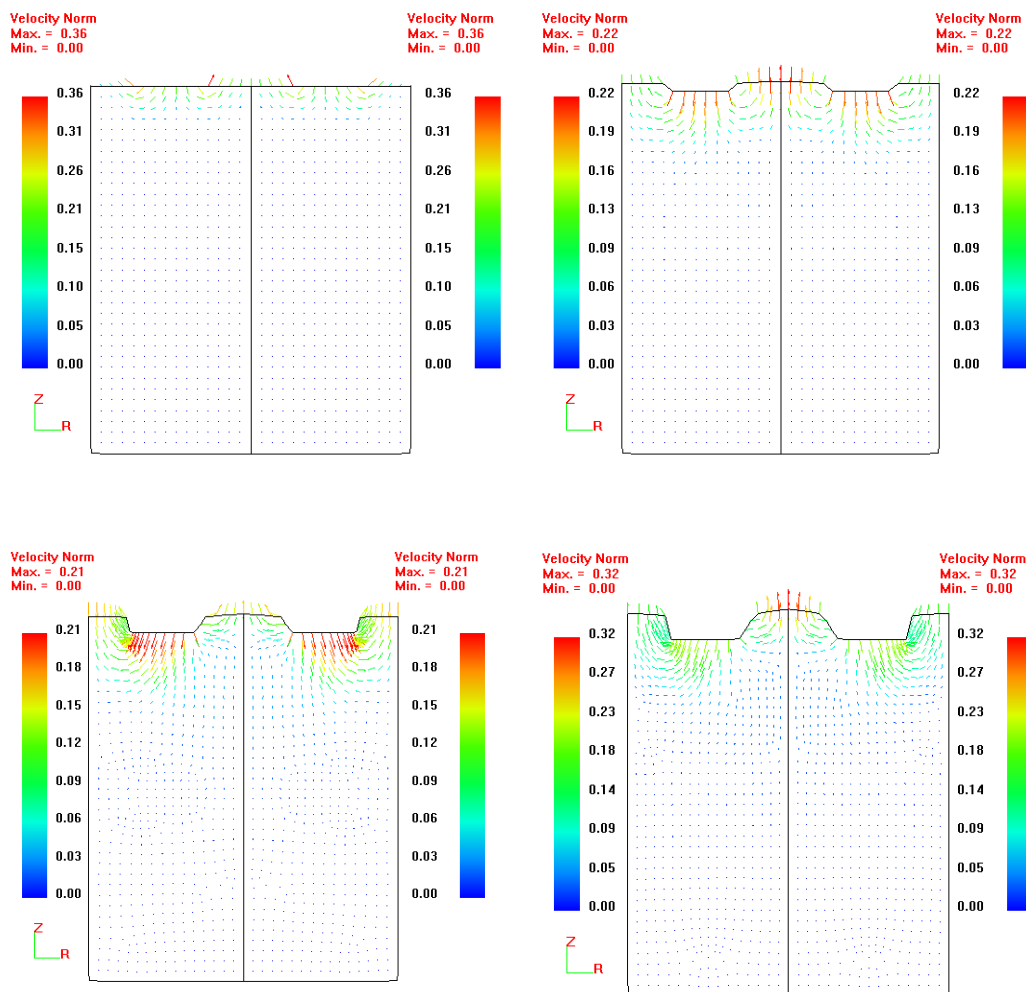 Velocity Norm
Max. = 0.36
Min. = 0.00
0.36
0.31
0.26
0.21
0.15
0.10
0.05
0.00
Z
R
Velocity Norm
Max. = 0.36
Min. = 0.00
0.36
0.31
0.26
0.21
0.15
0.10
0.05
0.00
Velocity Norm
Max. = 0.22
Min. = 0.00
0.22
0.19
0.16
0.13
0.09
0.06
0.03
0.00
Z
R
Velocity Norm
Max. = 0.22
Min. = 0.00
0.22
0.19
0.16
0.13
0.09
0.06
0.03
0.00
Velocity Norm
Max. = 0.21
Min. = 0.00
0.21
0.18
0.15
0.12
0.09
0.06
0.03
0.00
Z
R
Velocity Norm
Max. = 0.21
Min. = 0.00
0.21
0.18
0.15
0.12
0.09
0.06
0.03
0.00
Velocity Norm
Max. = 0.32
Min. = 0.00
0.32
0.27
0.23
0.18
0.14
0.09
0.05
0.00
Z
R
Velocity Norm
Max. = 0.32
Min. = 0.00
0.32
0.27
0.23
0.18
0.14
0.09
0.05
0.00